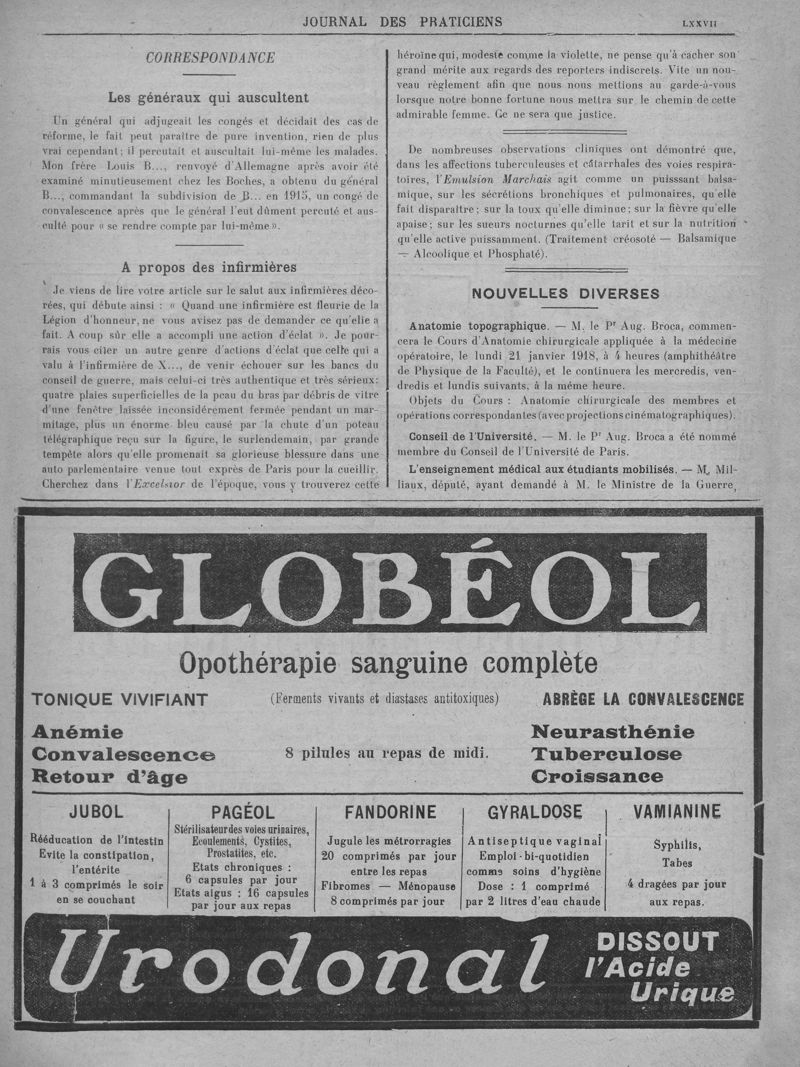 JOURNAL DES PRATICIENS
LXXVII
CORRESPONDANCE
Les généraux qui auscultent
Un général qui adjugeait les congés et décidait des cas de
réforme, le fait peut paraître de pure invention, rien de plus
vrai cependant ; il percutait et auscultait lui-même les malades.
Mon frère Louis B..., renvoyé d'Allemagne après avoir été
examiné minutieusement chez les Boches, a obtenu du général
B..., commandant la subdivision de B... en 1915, un congé de
convalescence après que le général l'eut dûment percuté et aus-
culté pour « se rendre compte par lui-même ».
A propos des infirmières
Je viens de lire votre article sur le salut aux infirmières déco-
rées, qui débute ainsi : « Quand une infirmière est fleurie de la
Légion d'honneur, ne vous avisez pas de demander ce qu'elle a
fait. A coup sûr elle a accompli une action d'éclat ». Je pour-
rais vous citer un autre genre d'actions d'éclat que celle qui a
valu à l'infirmière de X..., de venir échouer sur les bancs du
conseil de guerre, mais celui-ci très authentique et très sérieux:
quatre plaies superficielles de la peau du bras par débris de vitre
d'une fenêtre laissée inconsidérement fermée pendant un mar-
mitage, plus un énorme bleu causé par la chute d'un poteau
télégraphique reçu sur la figure, le surlendemain, par grande
tempête alors qu'elle promenait sa glorieuse blessure dans une
auto parlementaire venue tout exprès de Paris pour la cueillir.
Cherchez dans l'Excelsior de l'époque, vous y trouverez cette
héroïne qui, modeste comme la violette, ne pense qu'à cacher son
grand mérite aux regards des reporters indiscrets. Vite un nou-
veau règlement afin que nous nous mettions au garde-à-vous
lorsque notre bonne fortune nous mettra sur le chemin de cette
admirable femme. Ce ne sera que justice.
De nombreuses observations cliniques ont démontré que,
dans les affections tuberculeuses et catarrhales des voies respira-
toires, l'Emulsion Marchais agit comme un puisssant balsa-
mique, sur les sécrétions bronchiques et pulmonaires, qu'elle
fait disparaître ; sur la toux qu'elle diminue ; sur la fièvre qu'elle
apaise ; sur les sueurs nocturnes qu'elle tarit et sur la nutrition
qu'elle active puissamment. (Traitement créosoté — Balsamique
— Alcoolique et Phosphaté).
NOUVELLES DIVERSES
Anatomie topographique. — M. le Pr Aug. Broca, commen-
cera le Cours d'Anatomie chirurgicale appliquée à la médecine
opératoire, le lundi 21 janvier 1918, à 4 heures (amphithéâtre
de Physique de la Faculté), et le continuera les mercredis, ven-
dredis et lundis suivants, à la même heure.
Objets du Cours : Anatomie chirurgicale des membres et
opérations correspondantes (avec projections cinématographiques).
Conseil de l'Université. — M. le Pr Aug. Broca a été nommé
membre du Conseil de l'Université de Paris.
L'enseignement médical aux étudiants mobilisés. — M. Mil-
liaux, député, ayant demandé à M. le Ministre de la Guerre,
GLOBÉOL
Opothérapie sanguine complète
TONIQUE VIVIFIANT
(Ferments vivants et diastases antitoxiques)
ABRÈGE LA CONVALESCENCE
Anémie
Convalescence
Retour d'âge
8 pilules au repas de midi.
Neurasthénie
Tuberculose
Croissance
JUBOL
Rééducation de l'intestin
Evite la constipation,
l'entérite
1 à 3 comprimés le soir
en se couchant
PAGÉOL
Stérilisateur des voies urinaires,
Ecoulements, Cystites,
Prostatites, etc.
Etats chroniques :
6 capsules par jour
Etats aigus : 16 capsules
par jour aux repas
FANDORINE
Jugule les métrorragies
20 comprimés par jour
entre les repas
Fibromes — Ménopause
8 comprimés par jour
GYRALDOSE
Antiseptique vaginal
Emploi bi-quotidien
comme soins d'hygiène
Dose : 1 comprimé
par 2 litres d'eau chaude
VAMIANINE
Syphilis,
Tabes
4 dragées par jour
aux repas.
Urodonal
DISSOUT
l'Acide
Urique